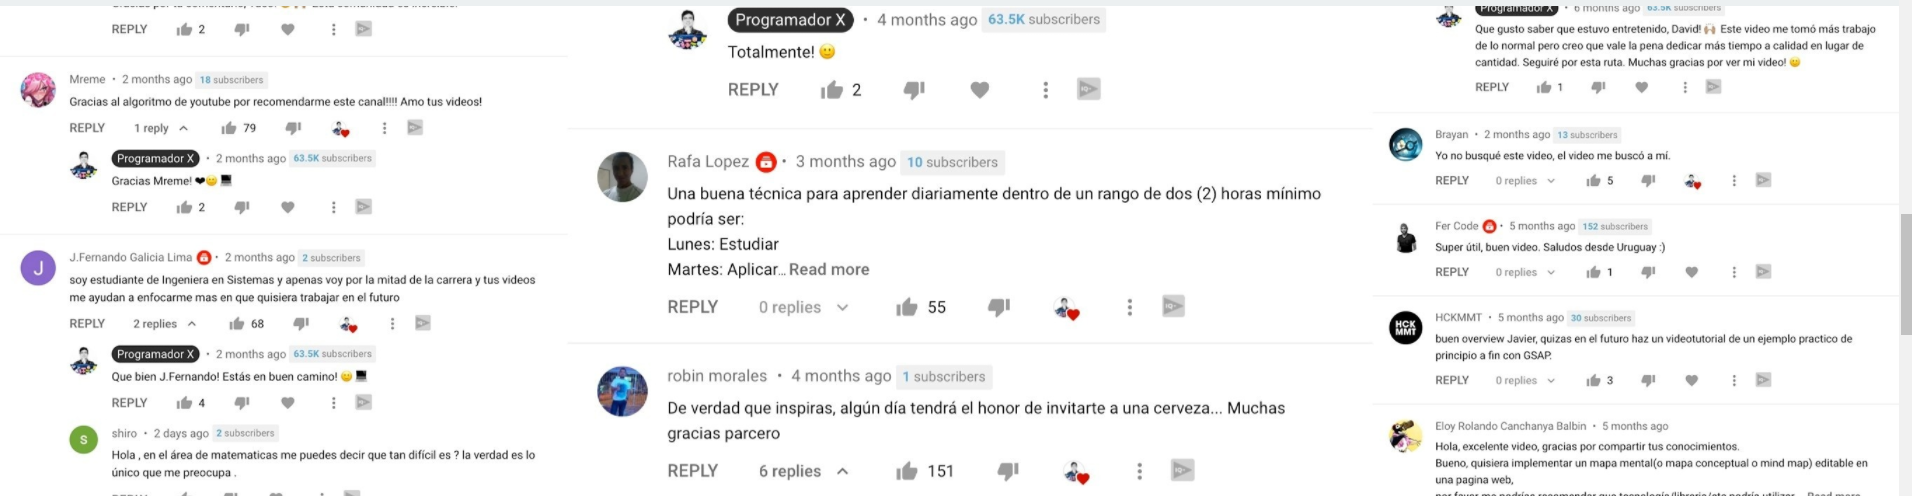 REPLY 2
Mreme • 2 months ago 18 subscribers
Gracias al algoritmo de youtube por recomendarme este canal!!!! Amo tus videos!
REPLY 1 reply 79
Programador X • 2 months ago 63.5K subscribers
Gracias Mreme! ❤😊💻
REPLY 2
J
J.Fernando Galicia Lima • 2 months ago 2 subscribers
soy estudiante de Ingeniera en Sistemas y apenas voy por la mitad de la carrera y tus videos
me ayudan a enfocarme mas en que quisiera trabajar en el futuro
REPLY 2 replies 68
Programador X • 2 months ago 63.5K subscribers
Que bien J.Fernando! Estás en buen camino! 😊 💻
REPLY 4
s
shiro • 2 days ago 2 subscribers
Hola , en el área de matematicas me puedes decir que tan difícil es ? la verdad es lo
único que me preocupa .
Programador X • 4 months ago 63.5K subscribers
Totalmente! 😊
REPLY 2
Rafa Lopez • 3 months ago 10 subscribers
Una buena técnica para aprender diariamente dentro de un rango de dos (2) horas mínimo
podría ser:
Lunes: Estudiar
Martes: Aplicar... Read more
REPLY 0 replies 55
robin morales • 4 months ago 1 subscribers
De verdad que inspiras, algún día tendrá el honor de invitarte a una cerveza... Muchas
gracias parcero
REPLY 6 replies 151
Programador X • 6 months ago 63.5K subscribers
Que gusto saber que estuvo entretenido, David! 🙌 Este video me tomó más trabajo
de lo normal pero creo que vale la pena dedicar más tiempo a calidad en lugar de
cantidad. Seguiré por esta ruta. Muchas gracias por ver mi video! 😊
REPLY 1
Brayan • 2 months ago 13 subscribers
Yo no busqué este video, el video me buscó a mí.
REPLY 0 replies 5
Fer Code • 5 months ago 152 subscribers
Super útil, buen video. Saludos desde Uruguay :)
REPLY 0 replies 1
HCK
MMT
HCKMMT • 5 months ago 30 subscribers
buen overview Javier, quizas en el futuro haz un videotutorial de un ejemplo practico de
principio a fin con GSAP.
REPLY 0 replies 3
Eloy Rolando Canchanya Balbin • 5 months ago
Hola, excelente video, gracias por compartir tus conocimientos.
Bueno, quisiera implementar un mapa mental(o mapa conceptual o mind map) editable en
una pagina web,